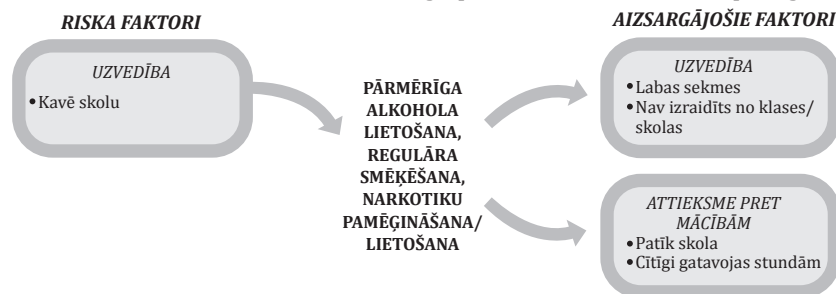 RISKA FAKTORI
UZVEDĪBA
• Kavē skolu
PĀRMĒRĪGA
ALKOHOLA
LIETOŠANA,
REGULĀRA
SMĒĶĒŠANA,
NARKOTIKU
PAMĒĢINĀŠANA/
LIETOŠANA
AIZSARGĀJOŠIE FAKTORI
UZVEDĪBA
• Labas sekmes
• Nav izraidīts no klases/
skolas
ATTIEKSME PRET
MĀCĪBĀM
• Patīk skola
• Cītīgi gatavojas stundām